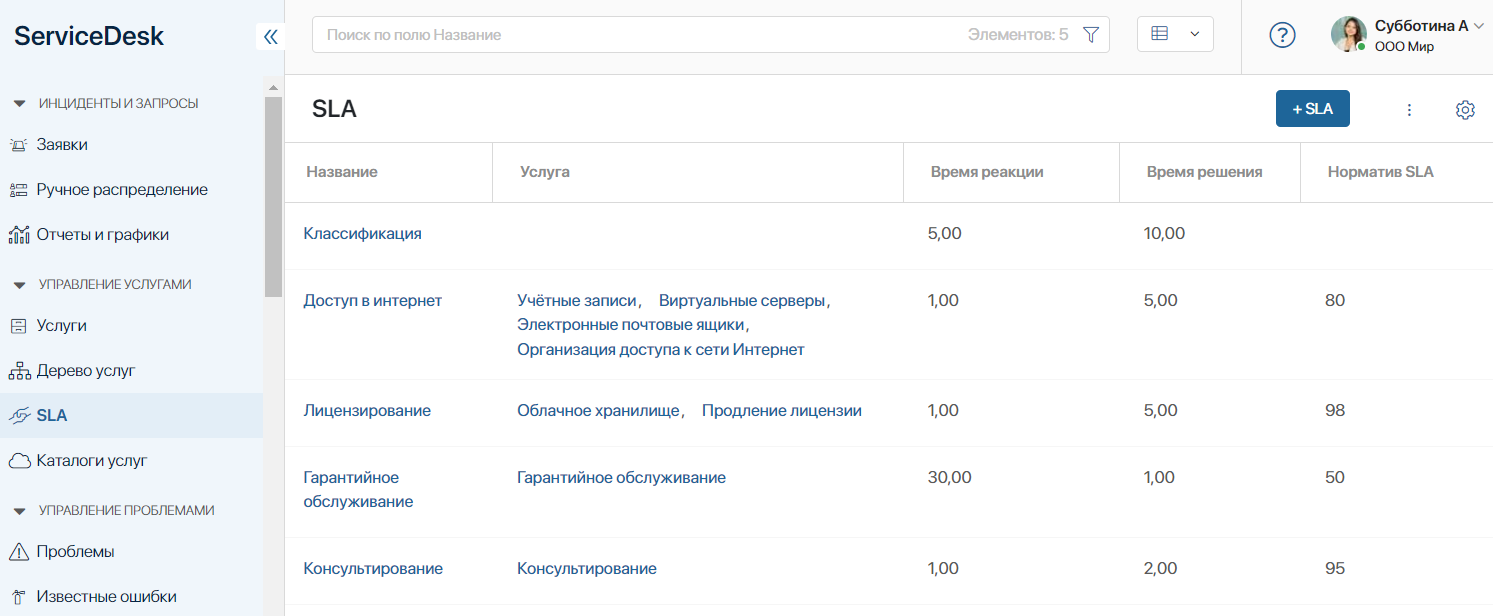 ServiceDesk
ИНЦИДЕНТЫ И ЗАПРОСЫ
Заявки
Ручное распределение
Отчеты и графики
УПРАВЛЕНИЕ УСЛУГАМИ
Услуги
Дерево услуг
SLA
Каталоги услуг
УПРАВЛЕНИЕ ПРОБЛЕМАМИ
Проблемы
Известные ошибки
Поиск по полю Название Элементов: 5
? Субботина А
ООО Мир
SLA + SLA
Название Услуга Время реакции Время решения Норматив SLA
Классификация 5,00 10,00
Доступ в интернет Учётные записи, Виртуальные серверы, 1,00 5,00 80
Электронные почтовые ящики,
Организация доступа к сети Интернет
Лицензирование Облачное хранилище, Продление лицензии 1,00 5,00 98
Гарантийное Гарантийное обслуживание 30,00 1,00 50
обслуживание
Консультирование Консультирование 1,00 2,00 95